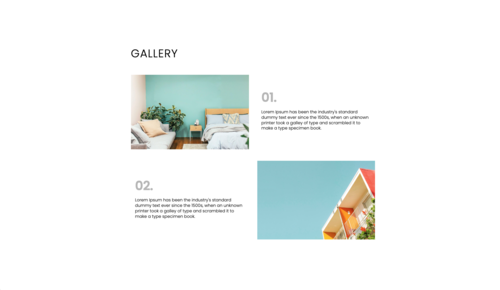 GALLERY
01.
Lorem Ipsum has been the industry's standard
dummy text ever since the 1500s, when an unknown
printer took a galley of type and scrambled it to
make a type specimen book.
02.
Lorem Ipsum has been the industry's standard
dummy text ever since the 1500s, when an unknown
printer took a galley of type and scrambled it to
make a type specimen book.